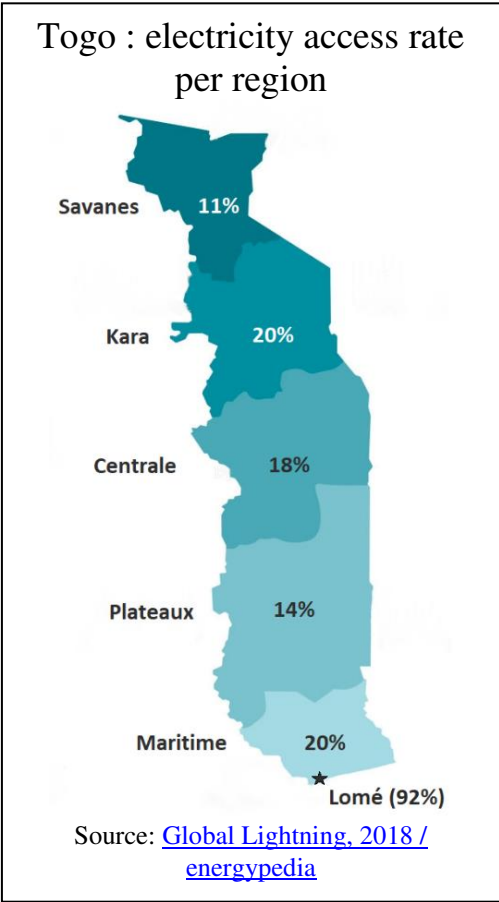 Togo : electricity access rate
per region
Savanes
11%
Kara
20%
Centrale
18%
Plateaux
14%
Maritime
20%
Lomé (92%)
Source: Global Lightning, 2018 /
energypedia